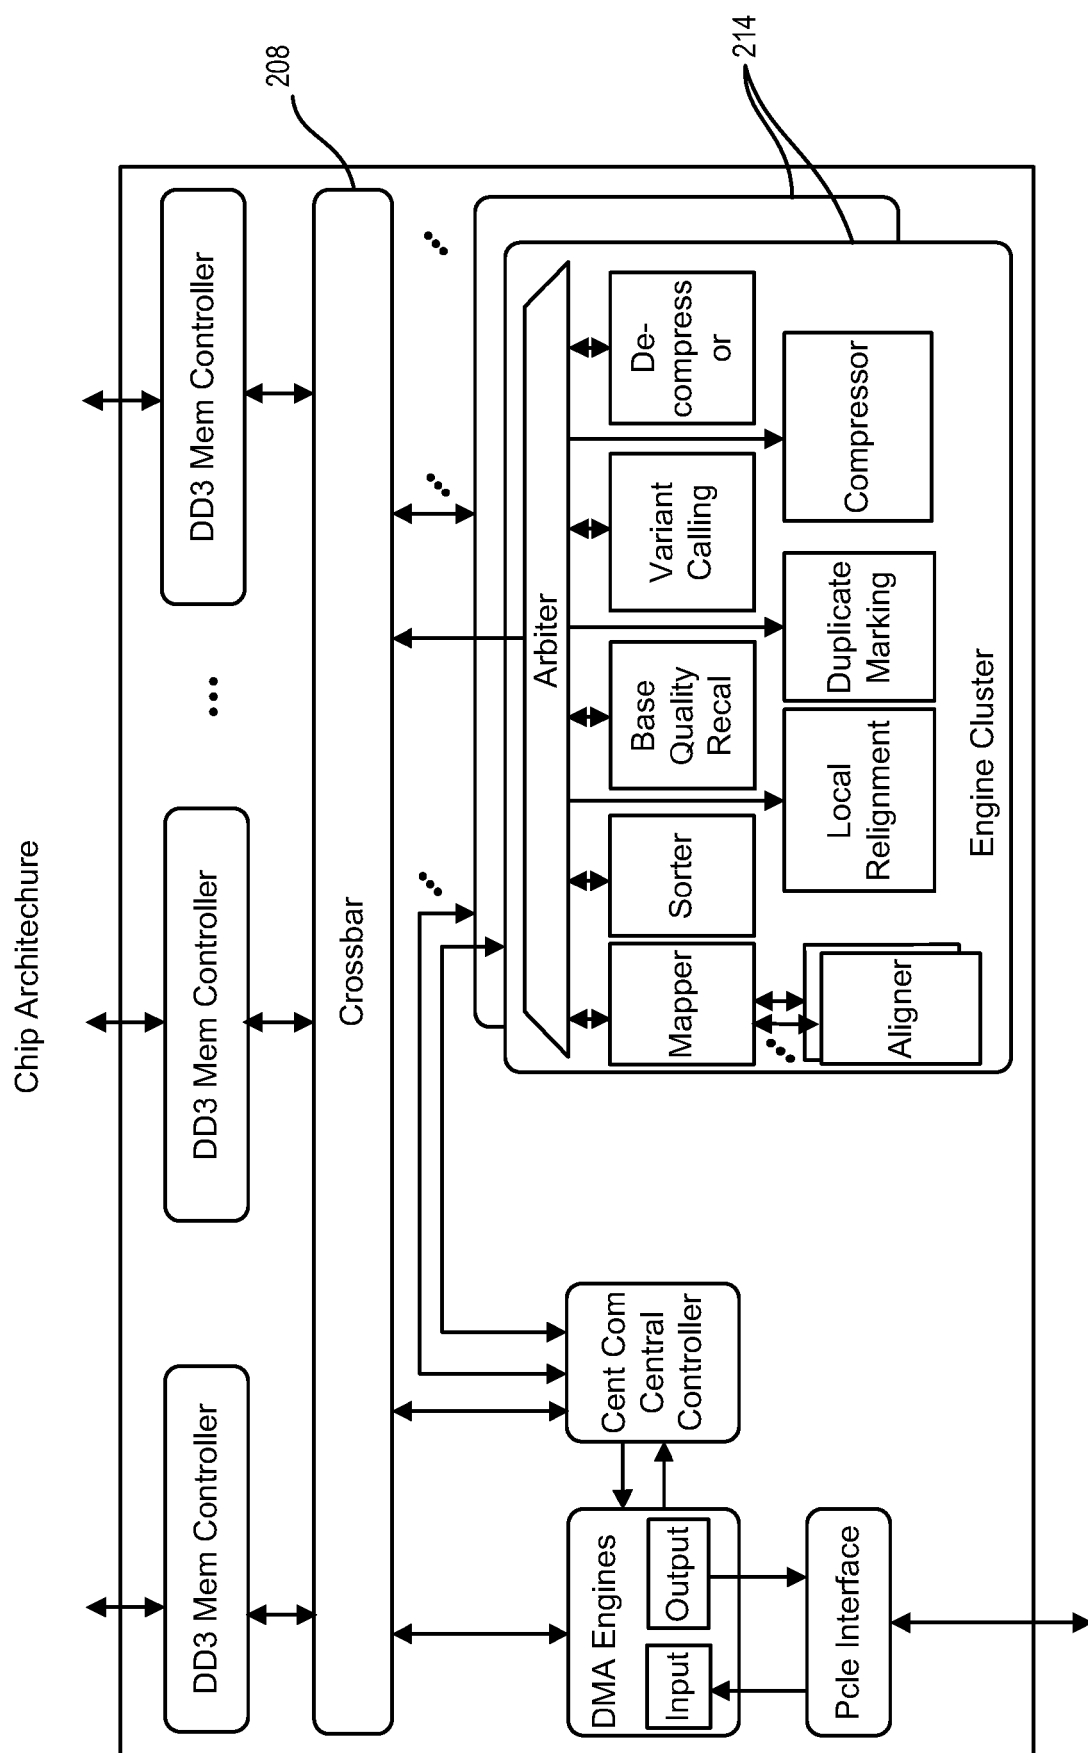 Chip Architechure
DD3 Mem Controller
DD3 Mem Controller
DD3 Mem Controller
208
Crossbar
214
Arbiter
Cent Com
Central
Controller
DMA Engines
Input
Output
PcIe Interface
Mapper
Sorter
Base
Quality
Recal
Variant
Calling
De-
compress
or
Aligner
Local
Relignment
Duplicate
Marking
Compressor
Engine Cluster